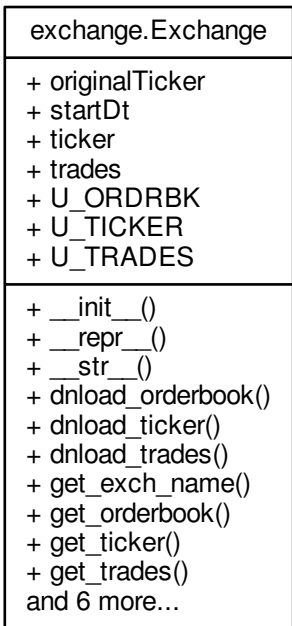 exchange.Exchange
+ originalTicker
+ startDt
+ ticker
+ trades
+ U_ORDRBK
+ U_TICKER
+ U_TRADES
+ __init__()
+ __repr__()
+ __str__()
+ dnload_orderbook()
+ dnload_ticker()
+ dnload_trades()
+ get_exch_name()
+ get_orderbook()
+ get_ticker()
+ get_trades()
and 6 more...